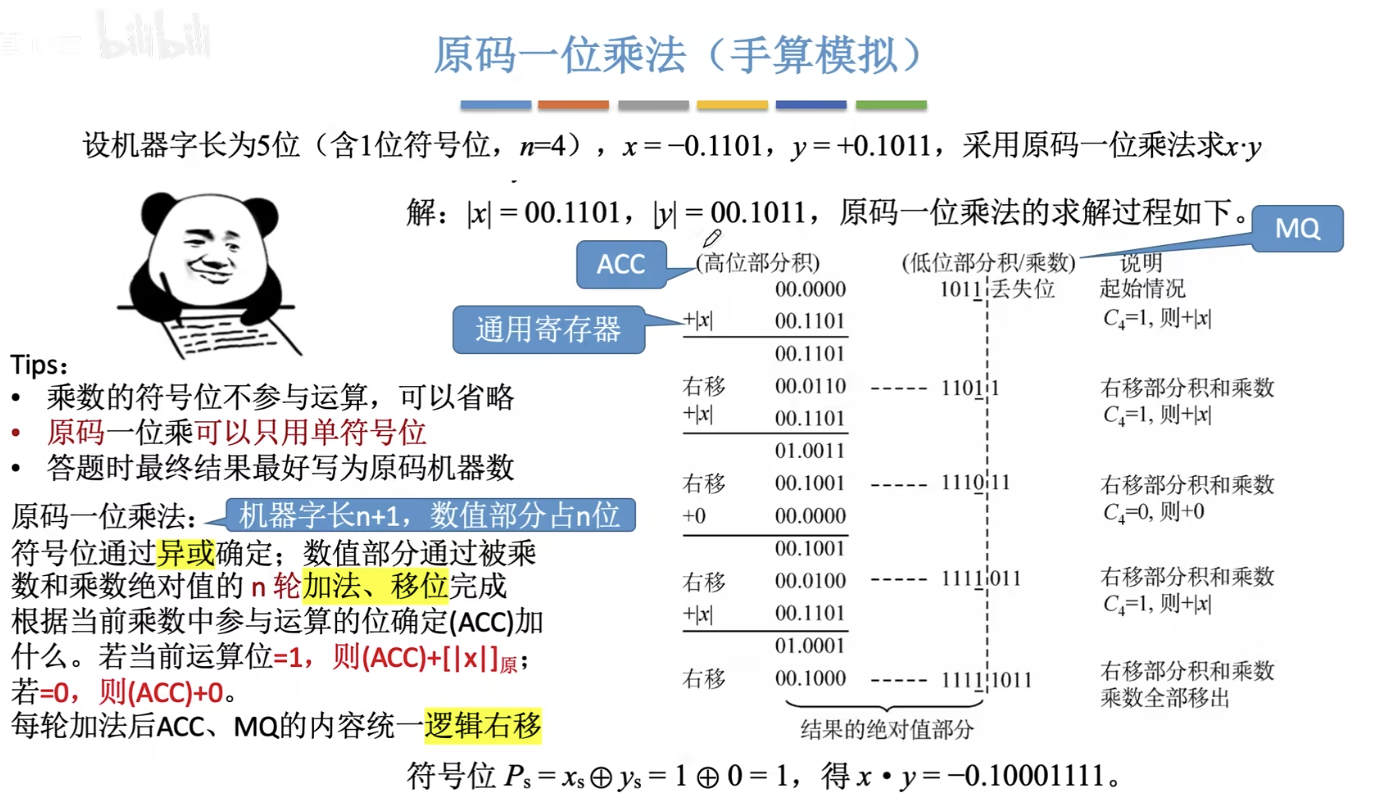 bilibili
原码一位乘法（手算模拟）
设机器字长为5位（含1位符号位，n=4），x = −0.1101，y = +0.1011，采用原码一位乘法求x·y
解：|x| = 00.1101，|y| = 00.1011，原码一位乘法的求解过程如下。
MQ
ACC
(高位部分积) (低位部分积/乘数) 说明
00.0000 1011 丢失位 起始情况
通用寄存器
+|x| 00.1101 C₄=1, 则+|x|
00.1101
右移 00.0110 ----- 1101 1 右移部分积和乘数
+|x| 00.1101 C₄=1, 则+|x|
01.0011
右移 00.1001 ----- 1110 11 右移部分积和乘数
+0 00.0000 C₄=0, 则+0
00.1001
右移 00.0100 ----- 1111 011 右移部分积和乘数
+|x| 00.1101 C₄=1, 则+|x|
01.0001
右移 00.1000 ----- 1111 1011 右移部分积和乘数
乘数全部移出
结果的绝对值部分
Tips：
• 乘数的符号位不参与运算，可以省略
• 原码一位乘可以只用单符号位
• 答题时最终结果最好写为原码机器数
原码一位乘法：
机器字长n+1，数值部分占n位
符号位通过异或确定；数值部分通过被乘
数和乘数绝对值的 n 轮加法、移位完成
根据当前乘数中参与运算的位确定(ACC)加
什么。若当前运算位=1，则(ACC)+[|x|]原；
若=0，则(ACC)+0。
每轮加法后ACC、MQ的内容统一逻辑右移
符号位 Pₛ = xₛ⊕yₛ = 1 ⊕ 0 = 1，得 x • y = −0.10001111。